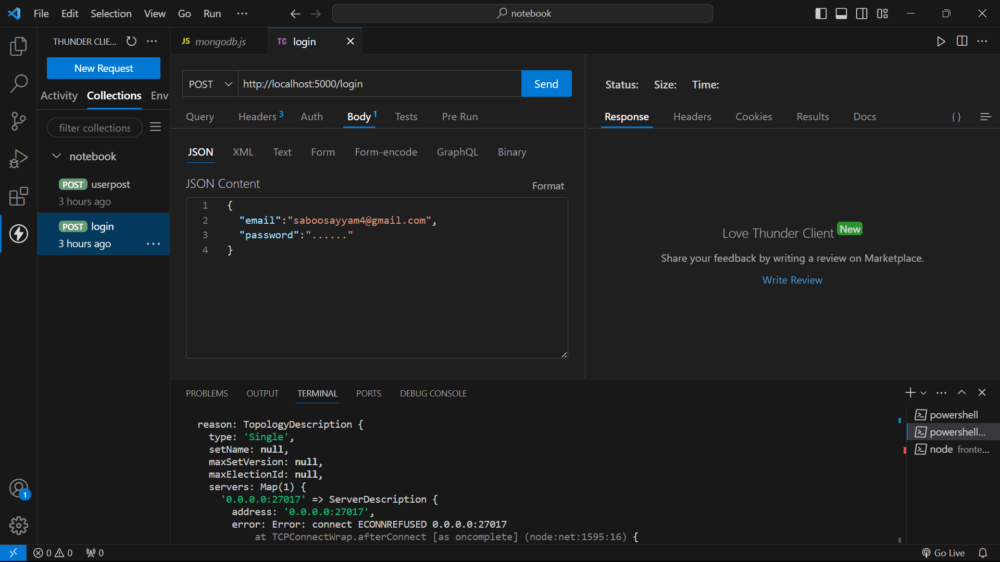 File Edit Selection View Go Run ···
notebook
THUNDER CLIE... ···
New Request
Activity Collections Env
filter collections
notebook
POST userpost
3 hours ago
POST login
3 hours ago ···
1
JS mongodb.js
TC login
···
POST http://localhost:5000/login Send
Query Headers 3 Auth Body 1 Tests Pre Run
JSON XML Text Form Form-encode GraphQL Binary
JSON Content Format
1 {
2 "email":"saboosayyam4@gmail.com",
3 "password":"......"
4 }
Status: Size: Time:
Response Headers Cookies Results Docs { }
Love Thunder Client New
Share your feedback by writing a review on Marketplace.
Write Review
PROBLEMS OUTPUT TERMINAL PORTS DEBUG CONSOLE
···
reason: TopologyDescription {
type: 'Single',
setName: null,
maxSetVersion: null,
maxElectionId: null,
servers: Map(1) {
'0.0.0.0:27017' => ServerDescription {
address: '0.0.0.0:27017',
error: Error: connect ECONNREFUSED 0.0.0.0:27017
at TCPConnectWrap.afterConnect [as oncomplete] (node:net:1595:16) {
powershell
powershell...
node fronte...
0 0 0
Go Live